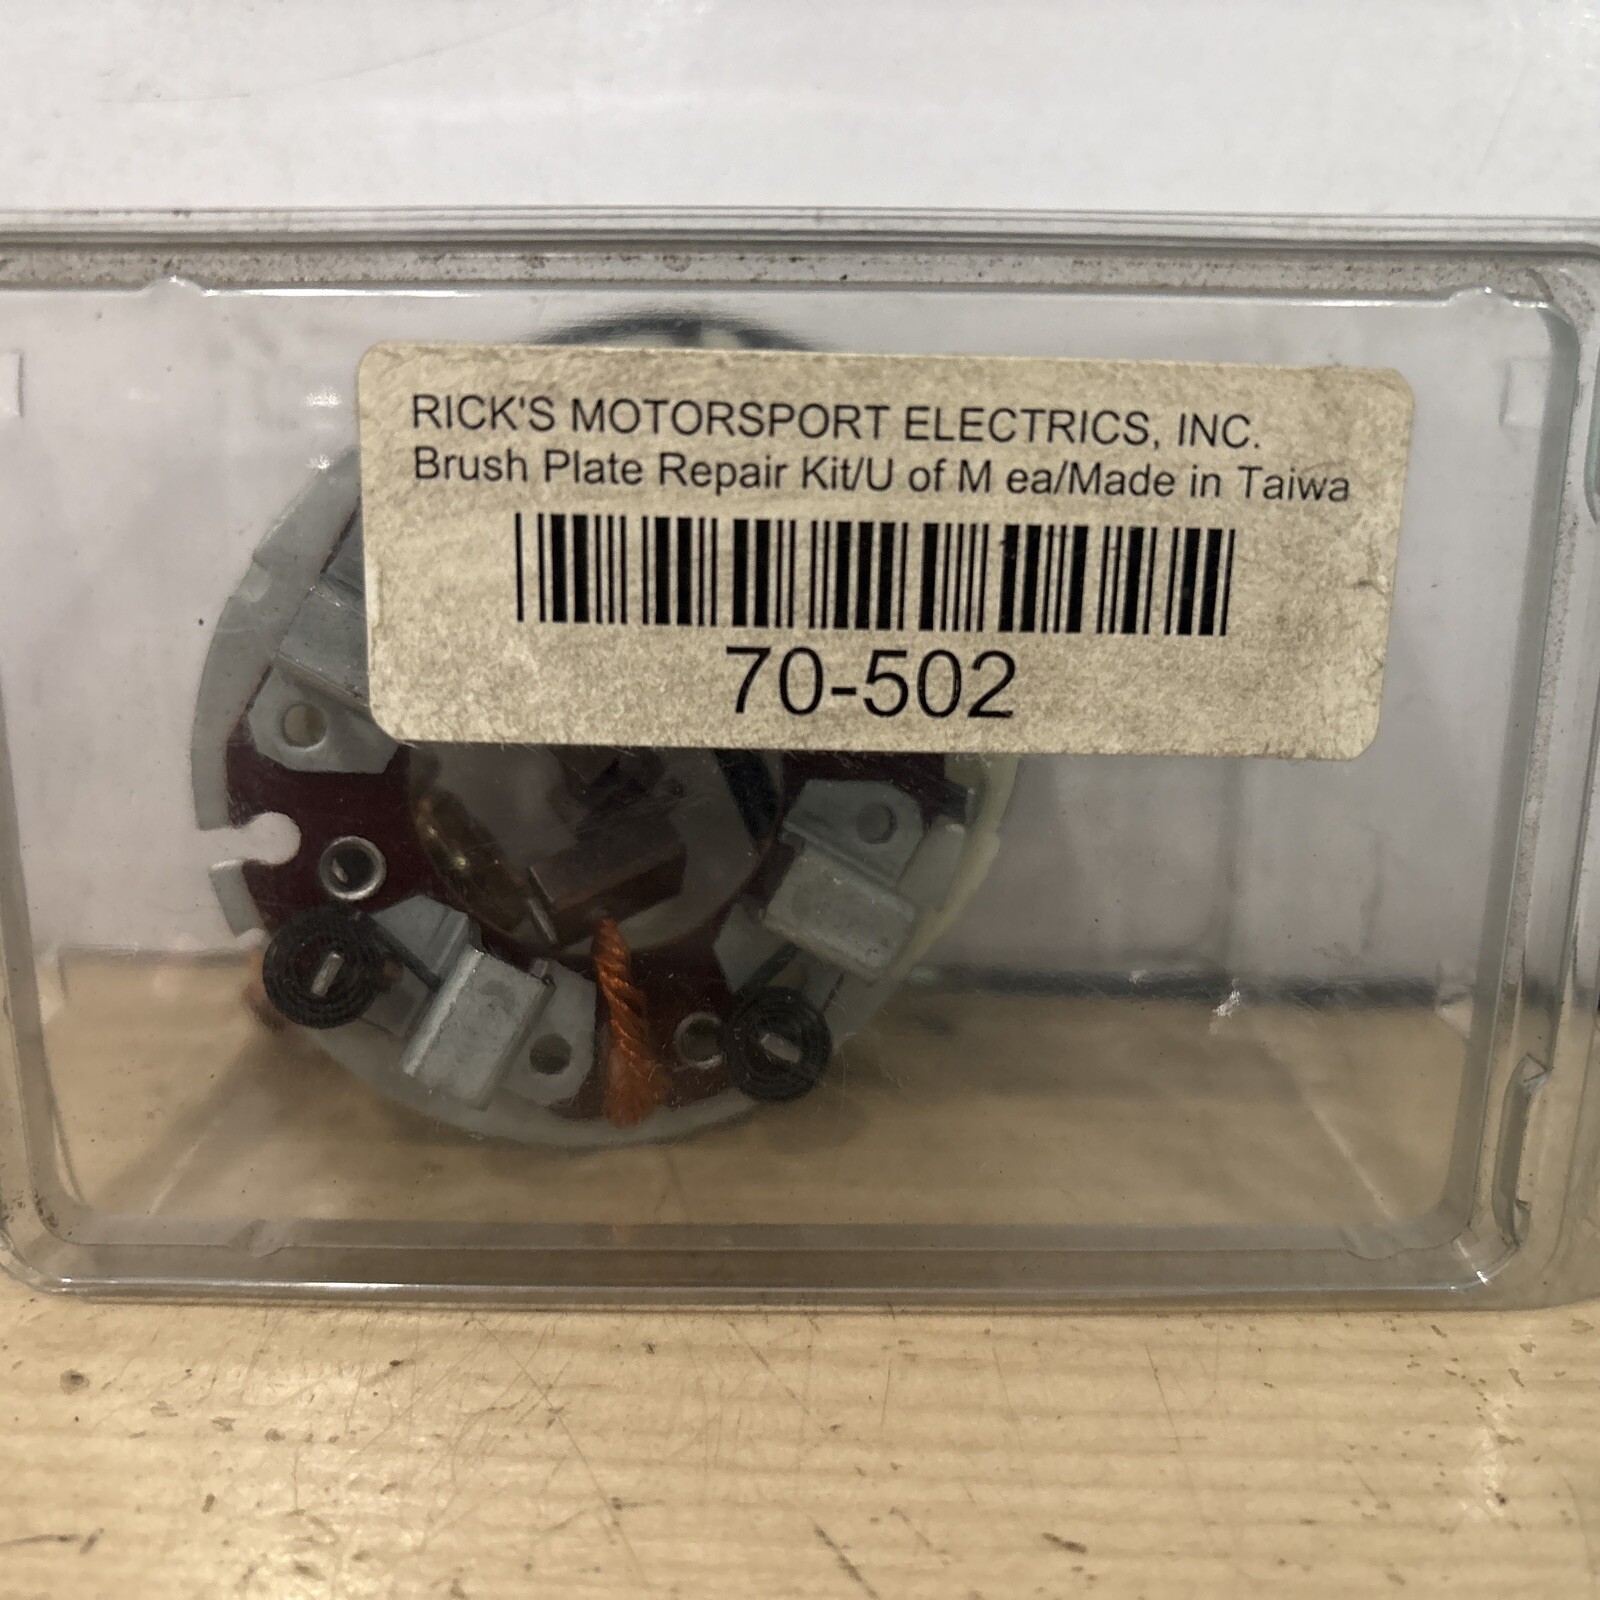 RICK'S MOTORSPORT ELECTRICS, INC.
Brush Plate Repair Kit/U of M ea/Made in Taiwa
70-502